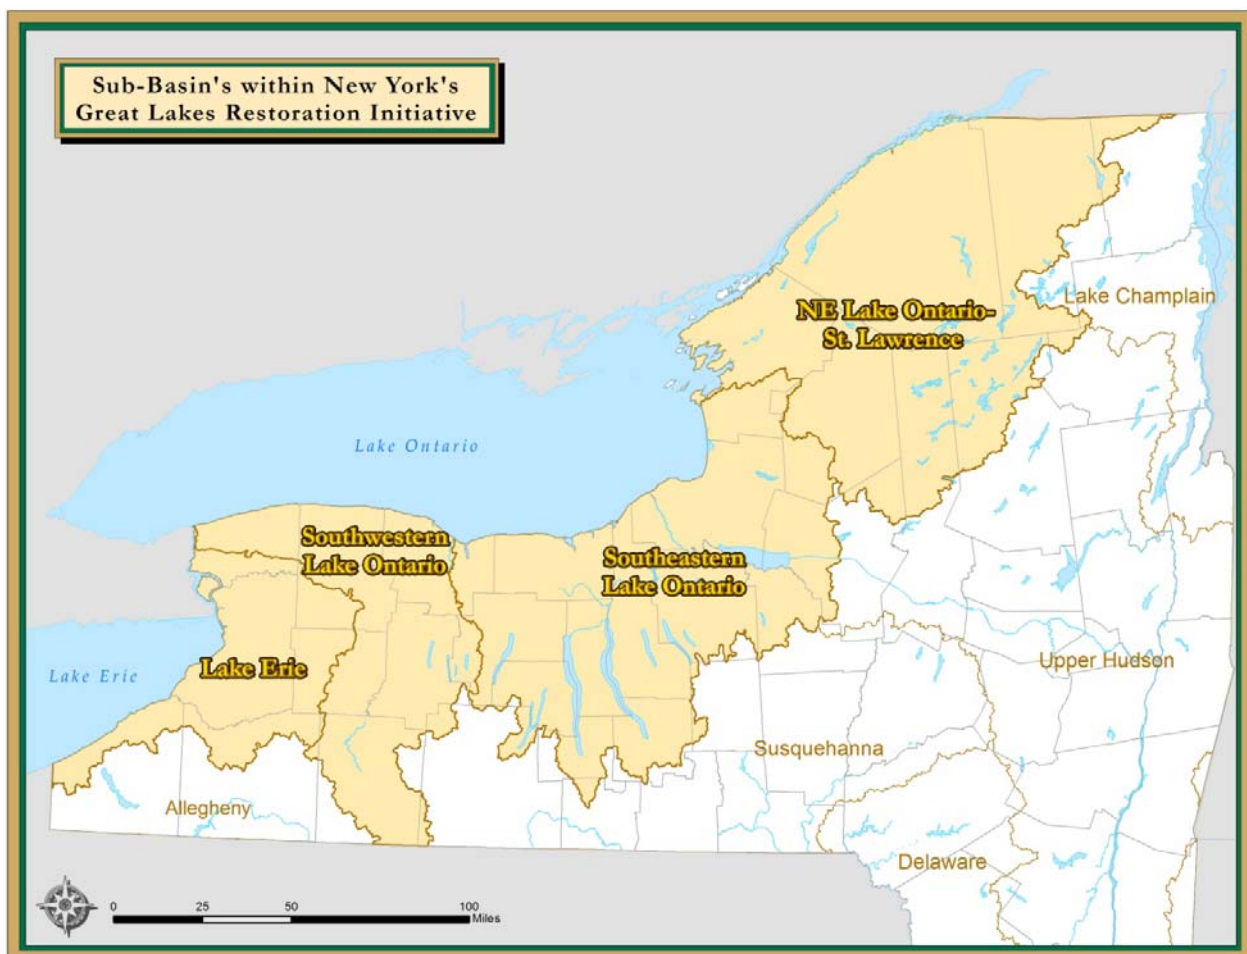 Sub-Basin's within New York's
Great Lakes Restoration Initiative
Lake Champlain
NE Lake Ontario-
St. Lawrence
Lake Ontario
Southwestern
Lake Ontario
Southeastern
Lake Ontario
Lake Erie
Lake Erie
Upper Hudson
Susquehanna
Allegheny
Delaware
0 25 50 100
Miles